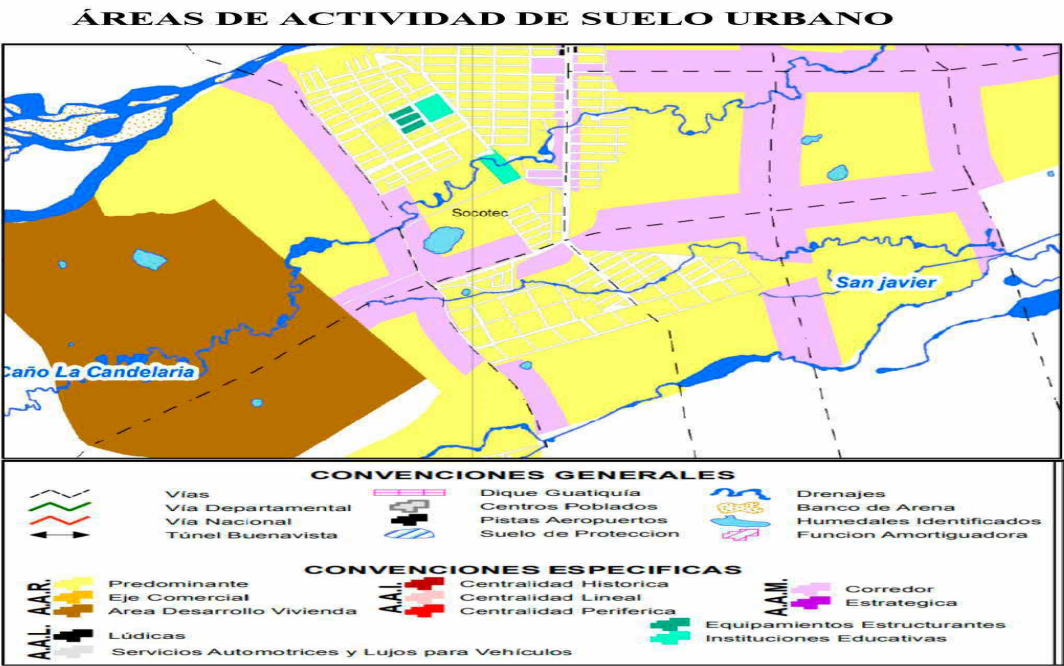 ÁREAS DE ACTIVIDAD DE SUELO URBANO
Socotec
San javier
Caño La Candelaria
CONVENCIONES GENERALES
Vías
Vía Departamental
Vía Nacional
Túnel Buenavista
Dique Guatiquía
Centros Poblados
Pistas Aeropuertos
Suelo de Proteccion
Drenajes
Banco de Arena
Humedales Identificados
Funcion Amortiguadora
CONVENCIONES ESPECIFICAS
A.A.R.
Predominante
Eje Comercial
Area Desarrollo Vivienda
A.A.I.
Centralidad Historica
Centralidad Lineal
Centralidad Periferica
A.A.M.
Corredor
Estrategica
A.A.L.
Lúdicas
Servicios Automotrices y Lujos para Vehículos
Equipamientos Estructurantes
Instituciones Educativas